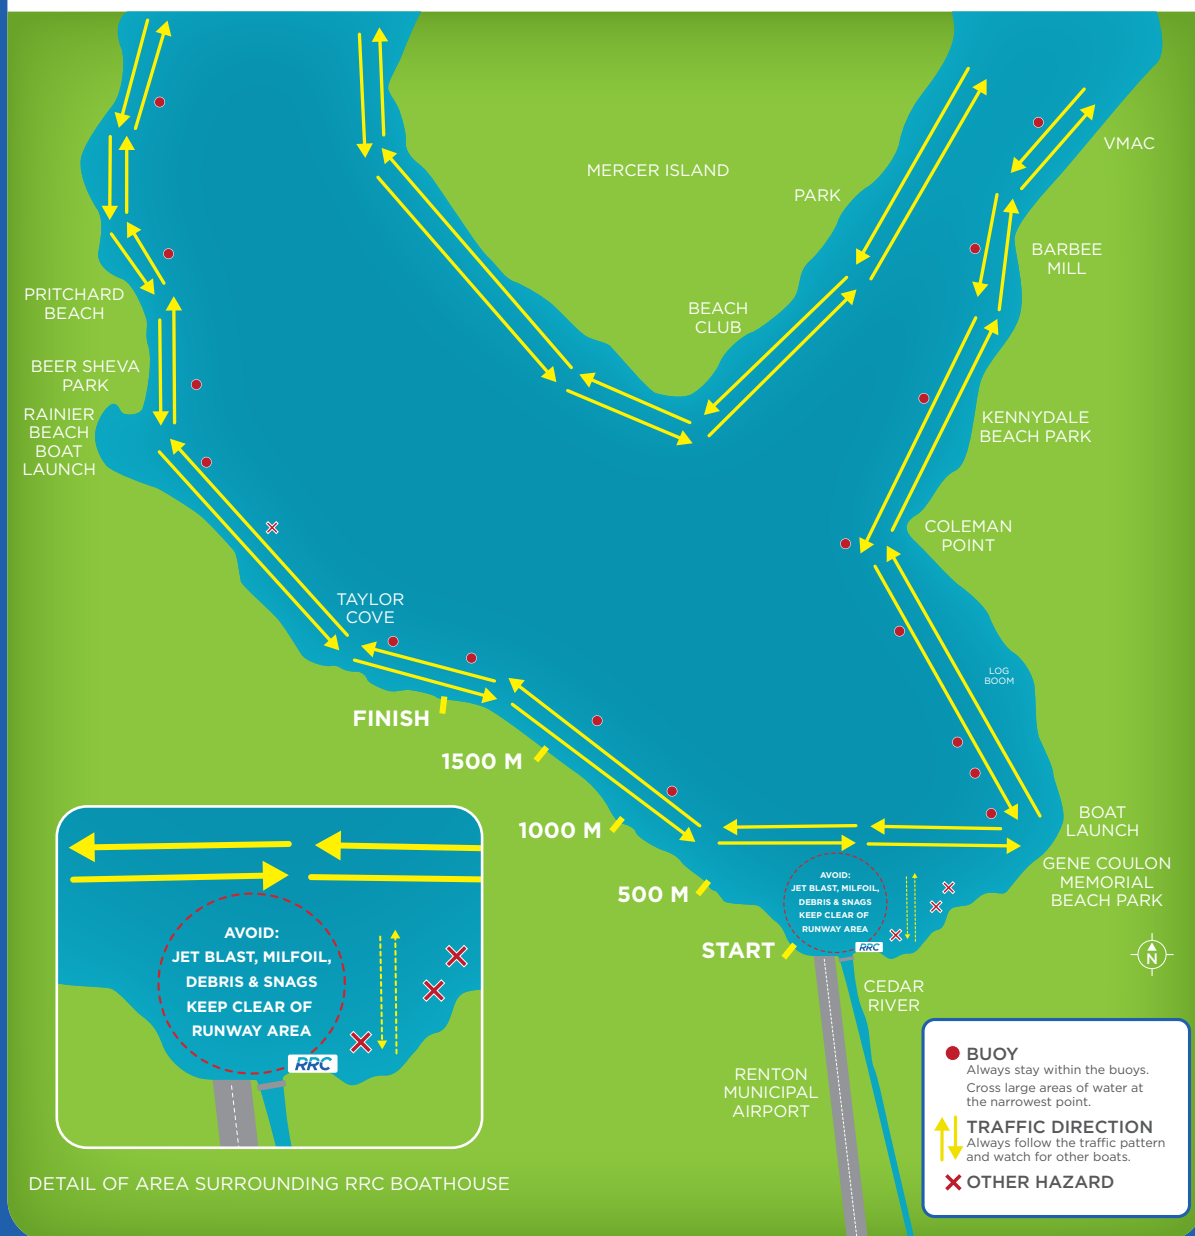 MERCER ISLAND
VMAC
PARK
BARBEE
MILL
PRITCHARD
BEACH
BEACH
CLUB
BEER SHEVA
PARK
RAINIER
BEACH
BOAT
LAUNCH
KENNYDALE
BEACH PARK
COLEMAN
POINT
TAYLOR
COVE
LOG
BOOM
FINISH
1500 M
1000 M
500 M
START
BOAT
LAUNCH
GENE COULON
MEMORIAL
BEACH PARK
AVOID:
JET BLAST, MILFOIL,
DEBRIS & SNAGS
KEEP CLEAR OF
RUNWAY AREA
RRC
N
CEDAR
RIVER
RENTON
MUNICIPAL
AIRPORT
AVOID:
JET BLAST, MILFOIL,
DEBRIS & SNAGS
KEEP CLEAR OF
RUNWAY AREA
RRC
DETAIL OF AREA SURROUNDING RRC BOATHOUSE
BUOY
Always stay within the buoys.
Cross large areas of water at
the narrowest point.
TRAFFIC DIRECTION
Always follow the traffic pattern
and watch for other boats.
OTHER HAZARD